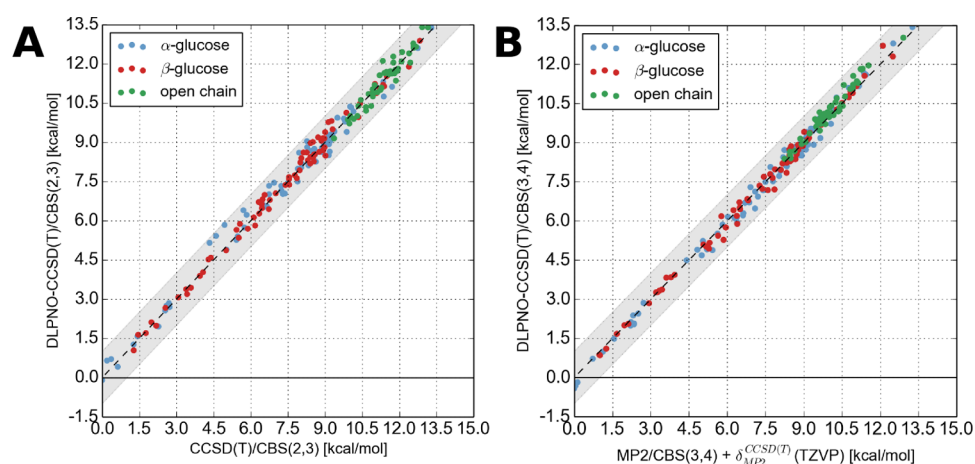 A
DLPNO-CCSD(T)/CBS(2,3) [kcal/mol]
13.5
12.0
10.5
9.0
7.5
6.0
4.5
3.0
1.5
0.0
-1.5
α-glucose
β-glucose
open chain
0.0 1.5 3.0 4.5 6.0 7.5 9.0 10.5 12.0 13.5 15.0
CCSD(T)/CBS(2,3) [kcal/mol]
B
DLPNO-CCSD(T)/CBS(3,4) [kcal/mol]
13.5
12.0
10.5
9.0
7.5
6.0
4.5
3.0
1.5
0.0
-1.5
α-glucose
β-glucose
open chain
0.0 1.5 3.0 4.5 6.0 7.5 9.0 10.5 12.0 13.5 15.0
MP2/CBS(3,4) + δ_{MP2}^{CCSD(T)} (TZVP) [kcal/mol]